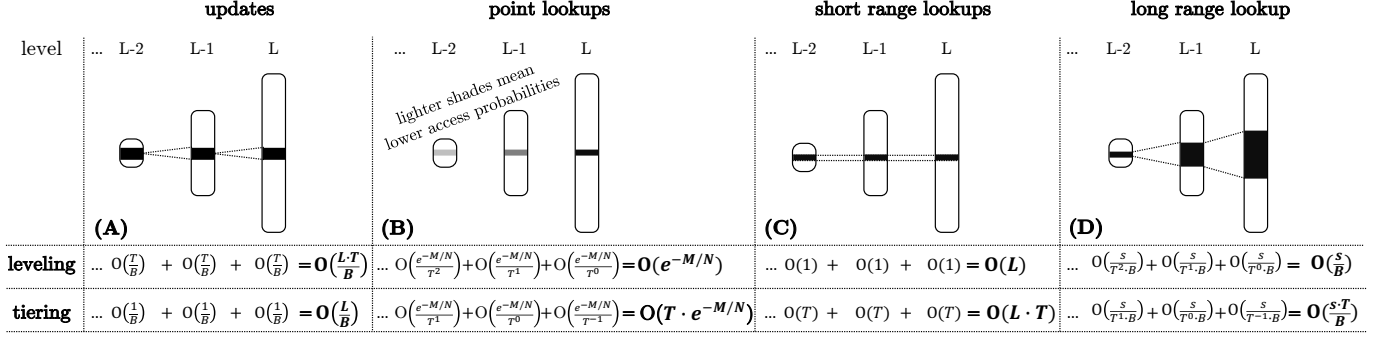 updates point lookups short range lookups long range lookup
level ... L-2 L-1 L ... L-2 L-1 L ... L-2 L-1 L ... L-2 L-1 L
lighter shades mean
lower access probabilities
(A) (B) (C) (D)
leveling ... O(T/B) + O(T/B) + O(T/B) = O(L·T/B) ... O(e^{-M/N}/T^2)+O(e^{-M/N}/T^1)+O(e^{-M/N}/T^0)=O(e^{-M/N}) ... O(1) + O(1) + O(1) = O(L) ... O(s/T^2·B)+O(s/T^1·B)+O(s/T^0·B) = O(s/B)
tiering ... O(1/B) + O(1/B) + O(1/B) = O(L/B) ... O(e^{-M/N}/T^1)+O(e^{-M/N}/T^0)+O(e^{-M/N}/T^{-1})=O(T · e^{-M/N}) ... O(T) + O(T) + O(T) = O(L · T) ... O(s/T^1·B)+O(s/T^0·B)+O(s/T^{-1}·B)= O(s·T/B)